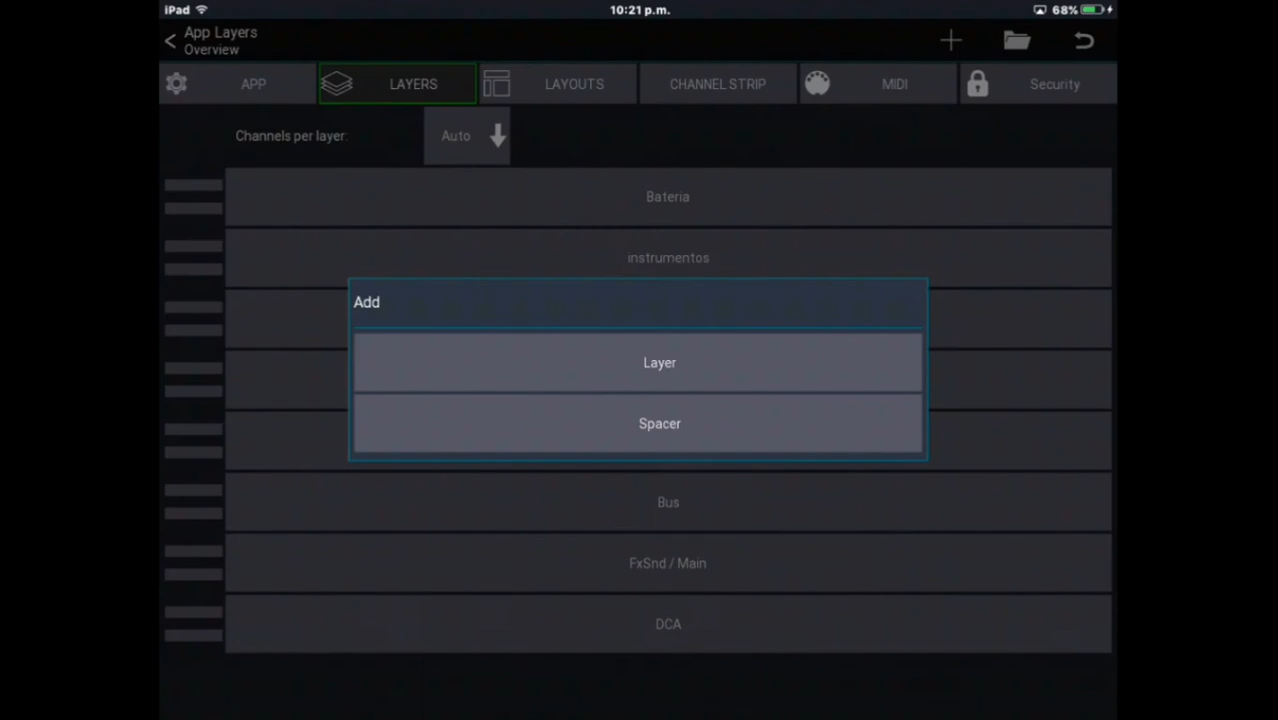 iPad
10:21 p.m.
68%
App Layers
Overview
APP
LAYERS
LAYOUTS
CHANNEL STRIP
MIDI
Security
Channels per layer:
Auto
Bateria
instrumentos
Add
Layer
Spacer
Bus
FxSnd / Main
DCA